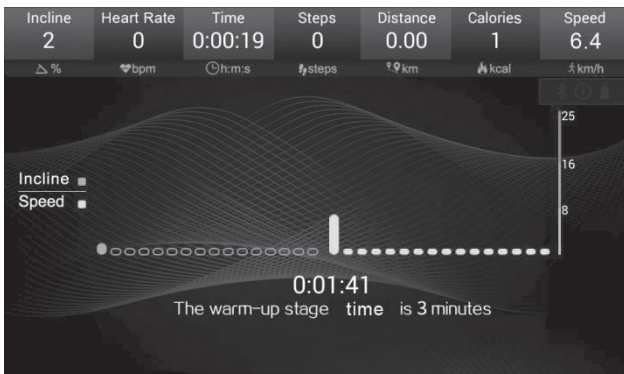 Incline Heart Rate Time Steps Distance Calories Speed
2 0 0:00:19 0 0.00 1 6.4
% bpm h:m:s steps km kcal km/h
25
16
Incline
Speed
8
0:01:41
The warm-up stage time is 3 minutes